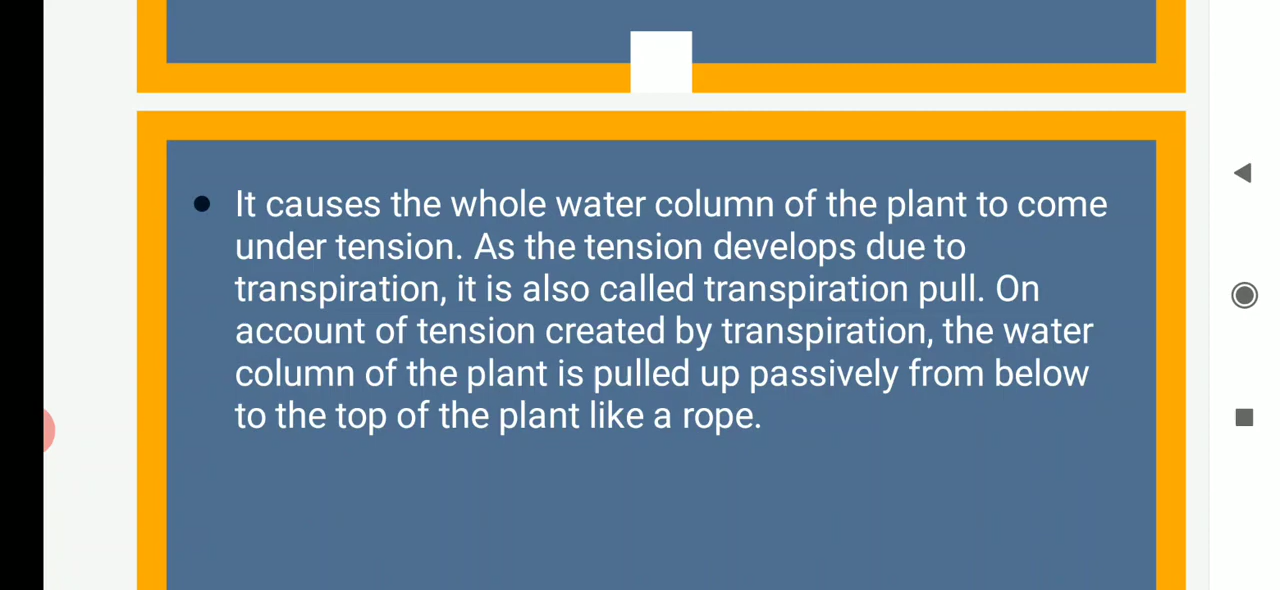 It causes the whole water column of the plant to come
under tension. As the tension develops due to
transpiration, it is also called transpiration pull. On
account of tension created by transpiration, the water
column of the plant is pulled up passively from below
to the top of the plant like a rope.